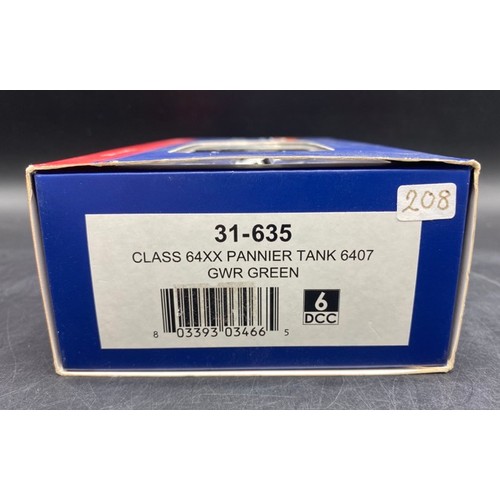 208
31-635
CLASS 64XX PANNIER TANK 6407
GWR GREEN
6
DCC
8 03393 03466 5